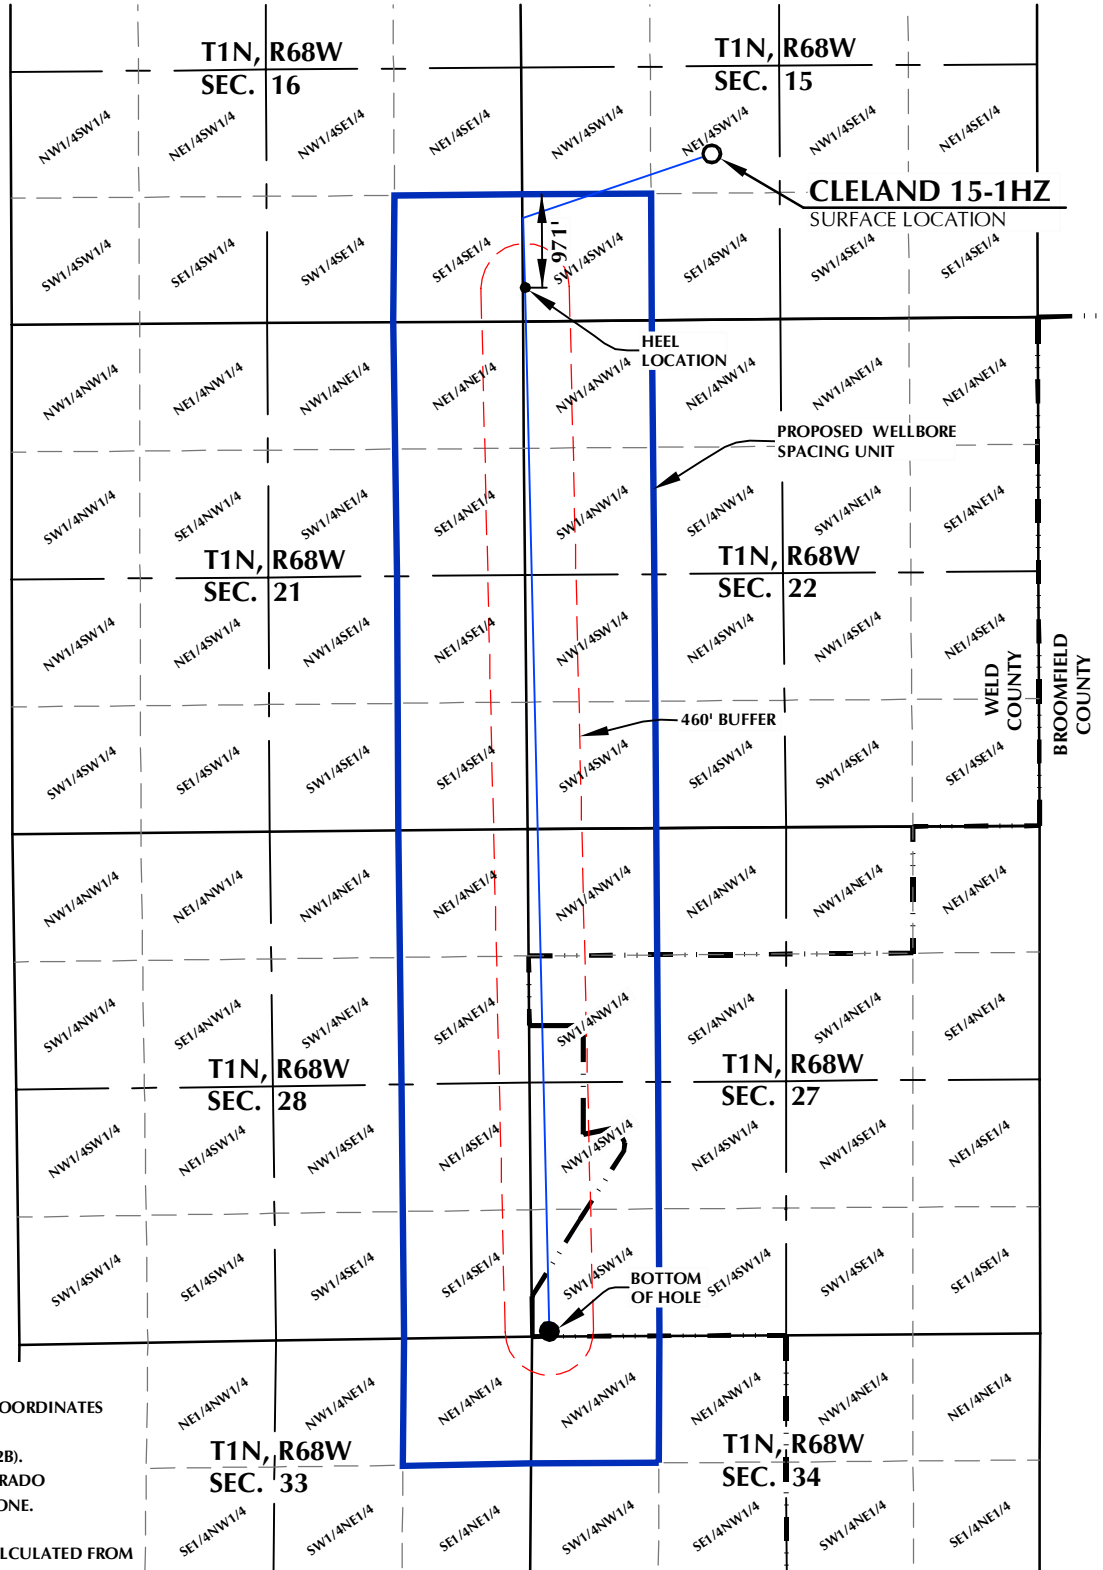 T1N, R68W
SEC. 16
T1N, R68W
SEC. 15
NW1/4SW1/4
NE1/4SW1/4
NW1/4SE1/4
NE1/4SE1/4
NW1/4SW1/4
NE1/4SW1/4
NW1/4SE1/4
NE1/4SE1/4
CLELAND 15-1HZ
SURFACE LOCATION
971'
SW1/4SW1/4
SE1/4SW1/4
SW1/4SE1/4
SE1/4SE1/4
SW1/4SW1/4
SE1/4SW1/4
SW1/4SE1/4
SE1/4SE1/4
HEEL
LOCATION
NW1/4NW1/4
NE1/4NW1/4
NW1/4NE1/4
NE1/4NE1/4
NW1/4NW1/4
NE1/4NW1/4
NW1/4NE1/4
NE1/4NE1/4
PROPOSED WELLBORE
SPACING UNIT
SW1/4NW1/4
SE1/4NW1/4
SW1/4NE1/4
SE1/4NE1/4
SW1/4NW1/4
SE1/4NW1/4
SW1/4NE1/4
SE1/4NE1/4
T1N, R68W
SEC. 21
T1N, R68W
SEC. 22
NW1/4SW1/4
NE1/4SW1/4
NW1/4SE1/4
NE1/4SE1/4
NW1/4SW1/4
NE1/4SW1/4
NW1/4SE1/4
NE1/4SE1/4
WELD
COUNTY
BROOMFIELD
COUNTY
460' BUFFER
SW1/4SW1/4
SE1/4SW1/4
SW1/4SE1/4
SE1/4SE1/4
SW1/4SW1/4
SE1/4SW1/4
SW1/4SE1/4
SE1/4SE1/4
NW1/4NW1/4
NE1/4NW1/4
NW1/4NE1/4
NE1/4NE1/4
NW1/4NW1/4
NE1/4NW1/4
NW1/4NE1/4
NE1/4NE1/4
SW1/4NW1/4
SE1/4NW1/4
SW1/4NE1/4
SE1/4NE1/4
SW1/4NW1/4
SE1/4NW1/4
SW1/4NE1/4
SE1/4NE1/4
T1N, R68W
SEC. 28
T1N, R68W
SEC. 27
NW1/4SW1/4
NE1/4SW1/4
NW1/4SE1/4
NE1/4SE1/4
NW1/4SW1/4
NE1/4SW1/4
NW1/4SE1/4
NE1/4SE1/4
SW1/4SW1/4
SE1/4SW1/4
SW1/4SE1/4
SE1/4SE1/4
SW1/4SW1/4
SE1/4SW1/4
SW1/4SE1/4
SE1/4SE1/4
BOTTOM
OF HOLE
NE1/4NW1/4
NW1/4NE1/4
NE1/4NE1/4
NW1/4NW1/4
NE1/4NW1/4
NW1/4NE1/4
NE1/4NE1/4
OORDINATES
2B).
RADO
ONE.
LCULATED FROM
T1N, R68W
SEC. 33
T1N, R68W
SEC. 34
SE1/4NW1/4
SW1/4NE1/4
SE1/4NE1/4
SW1/4NW1/4
SE1/4NW1/4
SW1/4NE1/4
SE1/4NE1/4